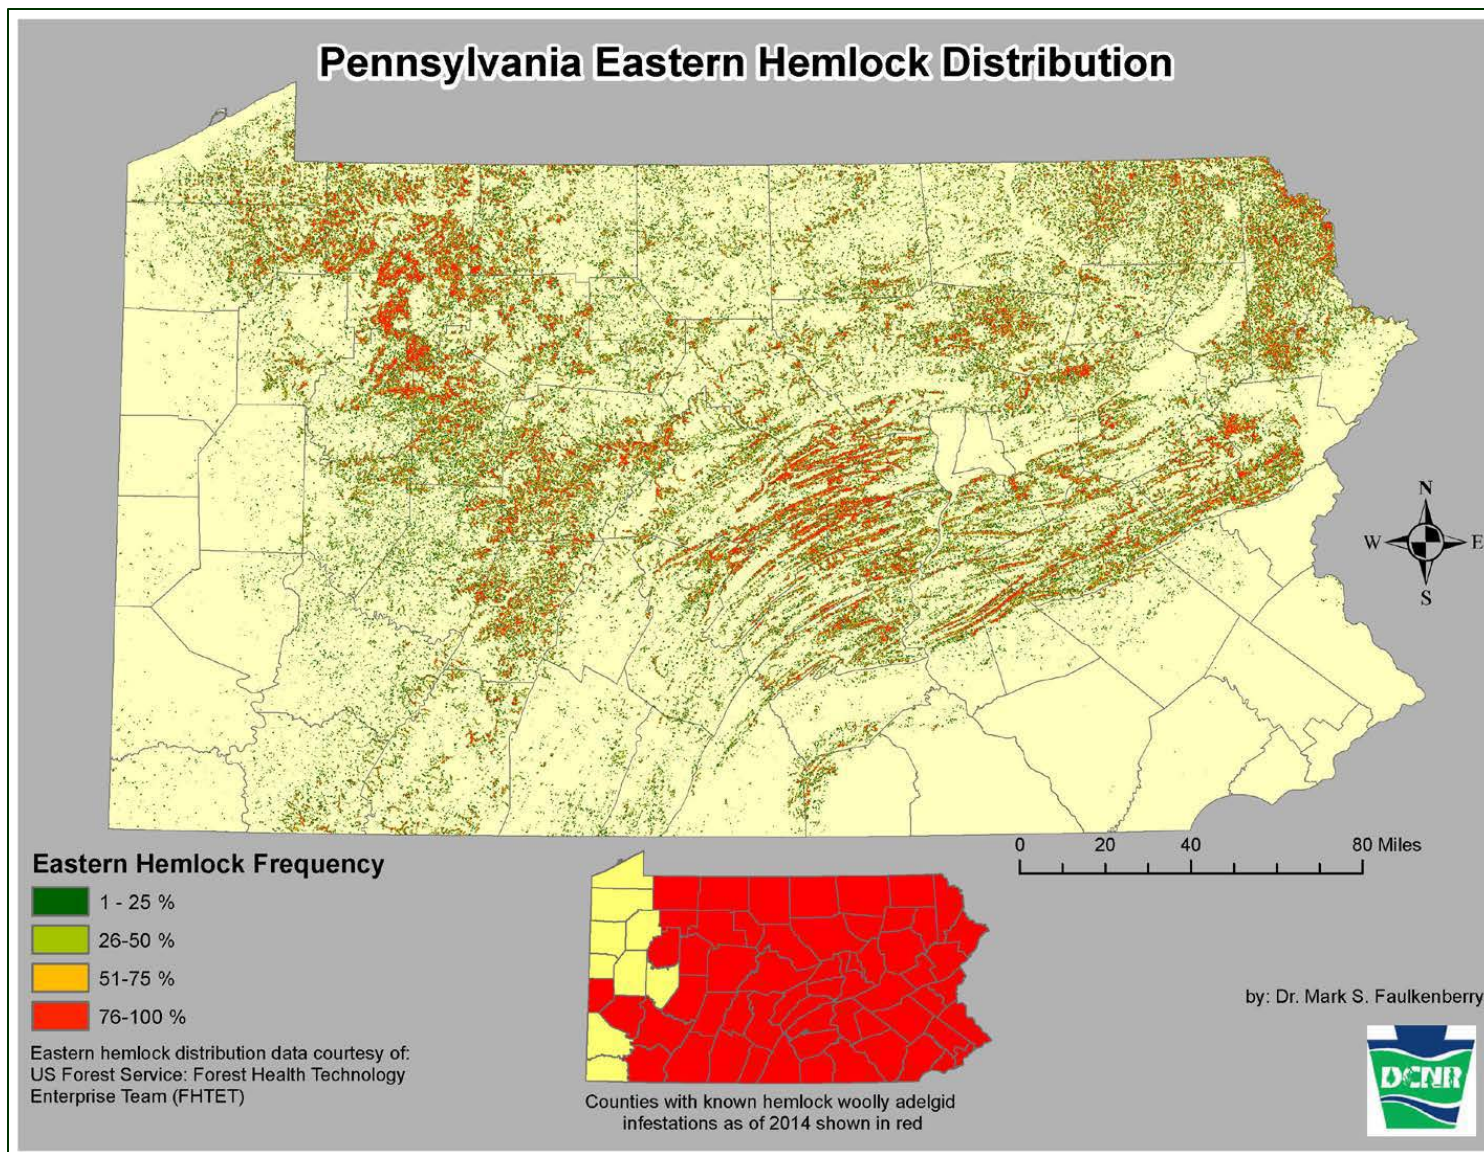 Pennsylvania Eastern Hemlock Distribution
N
W
E
S
0 20 40 80 Miles
Eastern Hemlock Frequency
1 - 25 %
26-50 %
51-75 %
76-100 %
Eastern hemlock distribution data courtesy of:
US Forest Service: Forest Health Technology
Enterprise Team (FHTET)
Counties with known hemlock woolly adelgid
infestations as of 2014 shown in red
by: Dr. Mark S. Faulkenberry
DCNR